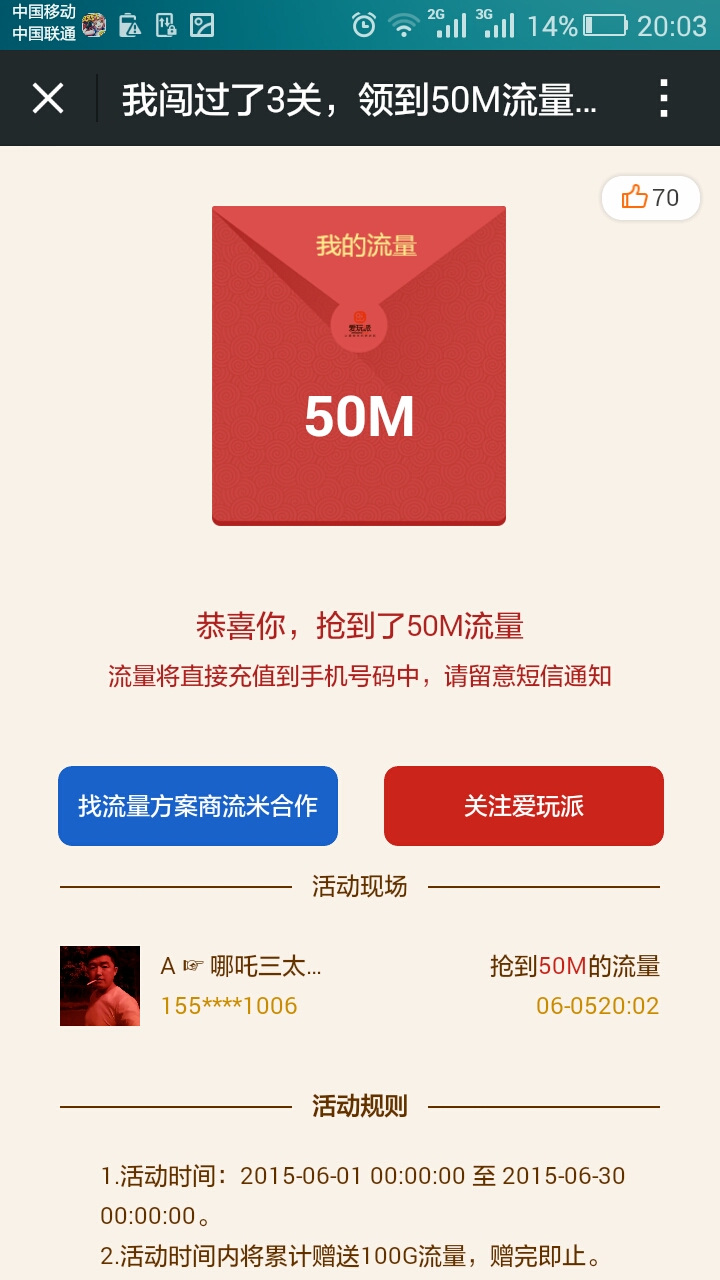 中国移动
中国联通
2G
3G
14%
20:03
我闯过了3关，领到50M流量...
70
我的流量
爱玩派
50M
恭喜你，抢到了50M流量
流量将直接充值到手机号码中，请留意短信通知
找流量方案商流米合作
关注爱玩派
活动现场
A ☞ 哪吒三太...
抢到50M的流量
155****1006
06-0520:02
活动规则
1.活动时间：2015-06-01 00:00:00 至 2015-06-30
00:00:00。
2.活动时间内将累计赠送100G流量，赠完即止。